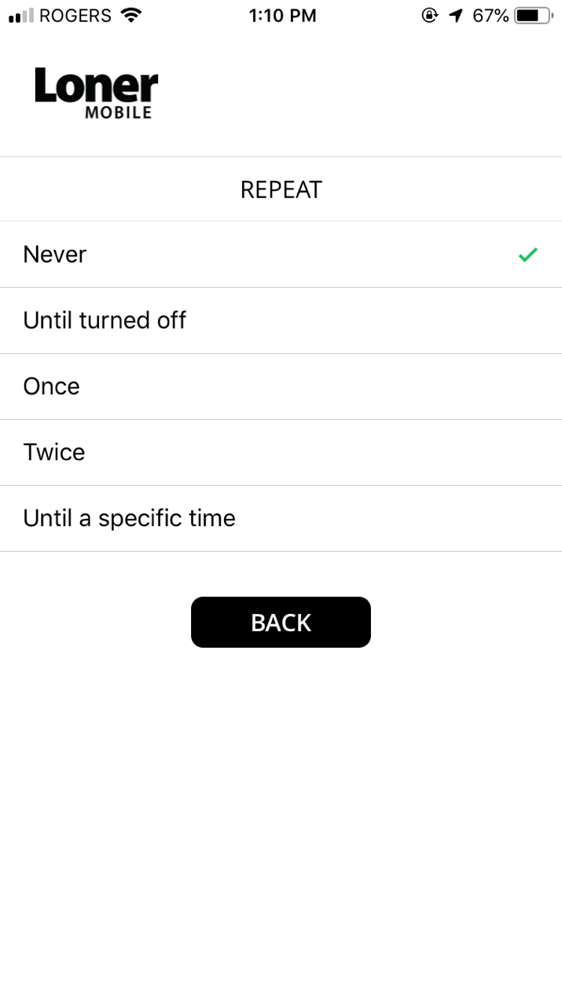 ROGERS 1:10 PM 67%
Loner
MOBILE
REPEAT
Never
Until turned off
Once
Twice
Until a specific time
BACK